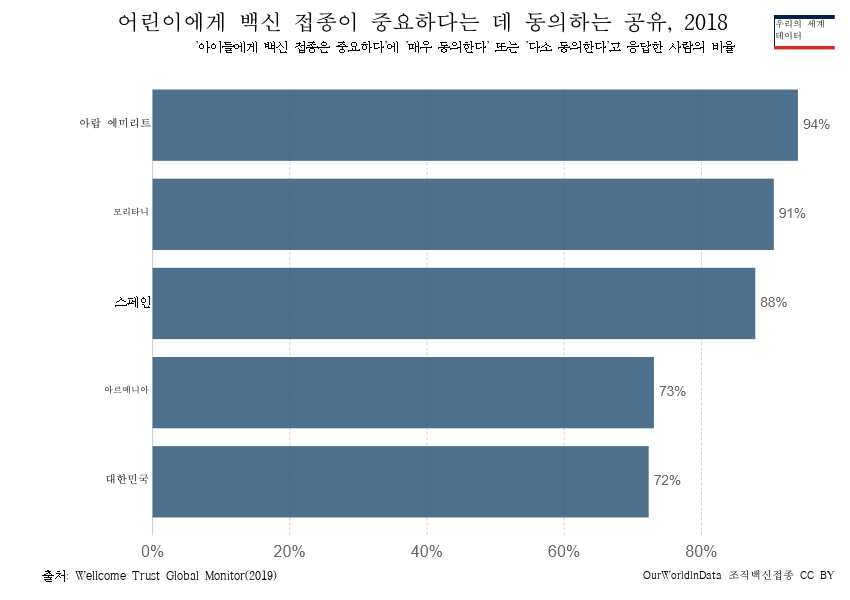 어린이에게 백신 접종이 중요하다는 데 동의하는 공유, 2018
'아이들에게 백신 접종은 중요하다'에 '매우 동의한다' 또는 '다소 동의한다'고 응답한 사람의 비율
우리의 세계
데이터
아랍 에미리트
94%
모리타니
91%
스페인
88%
아르메니아
73%
대한민국
72%
0%
20%
40%
60%
80%
출처: Wellcome Trust Global Monitor(2019)
OurWorldInData 조직백신접종 CC BY